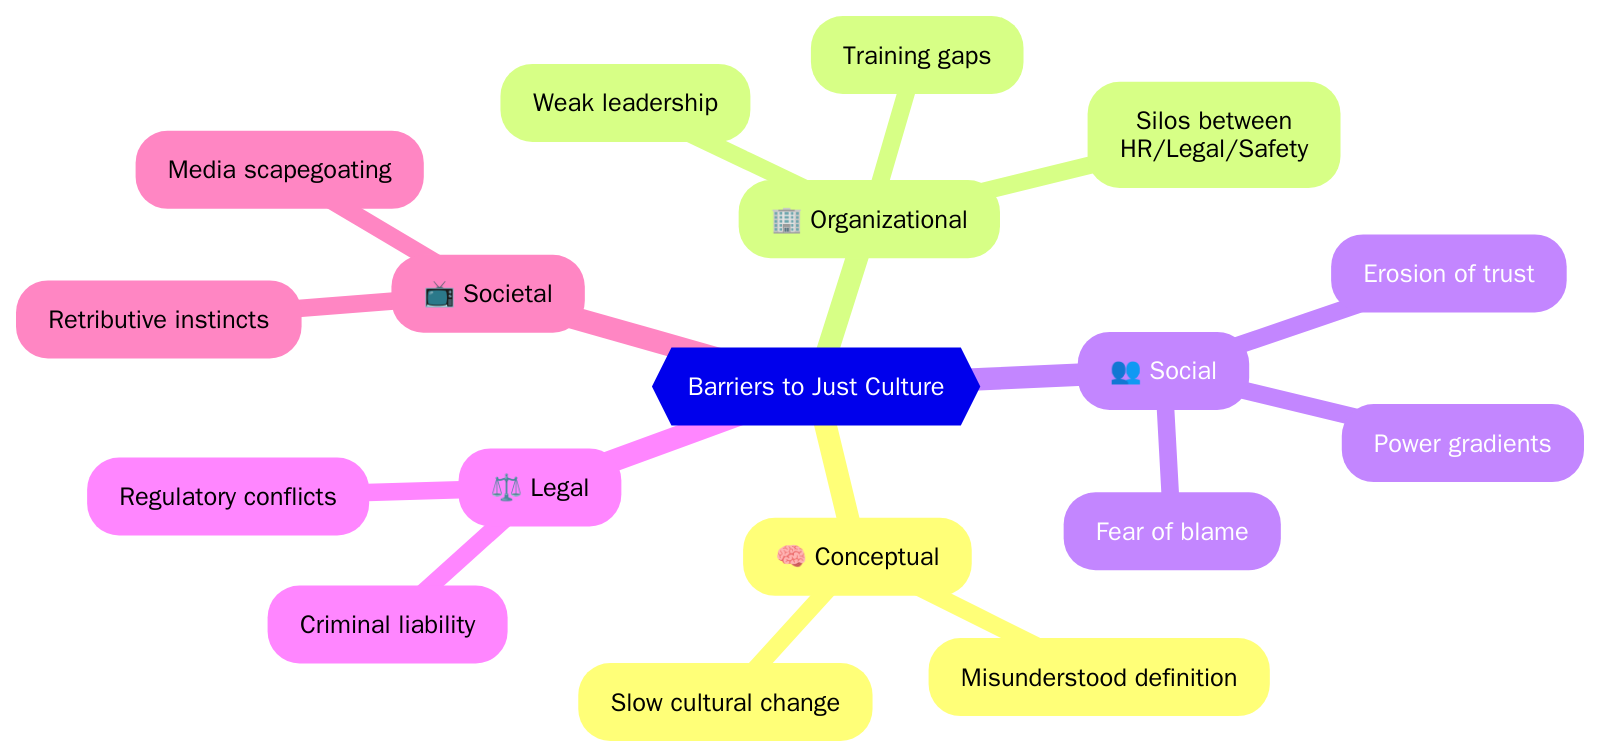 Barriers to Just Culture
🏢 Organizational
Weak leadership
Training gaps
Silos between
HR/Legal/Safety
👥 Social
Erosion of trust
Power gradients
Fear of blame
🧠 Conceptual
Misunderstood definition
Slow cultural change
⚖️ Legal
Criminal liability
Regulatory conflicts
📺 Societal
Retributive instincts
Media scapegoating